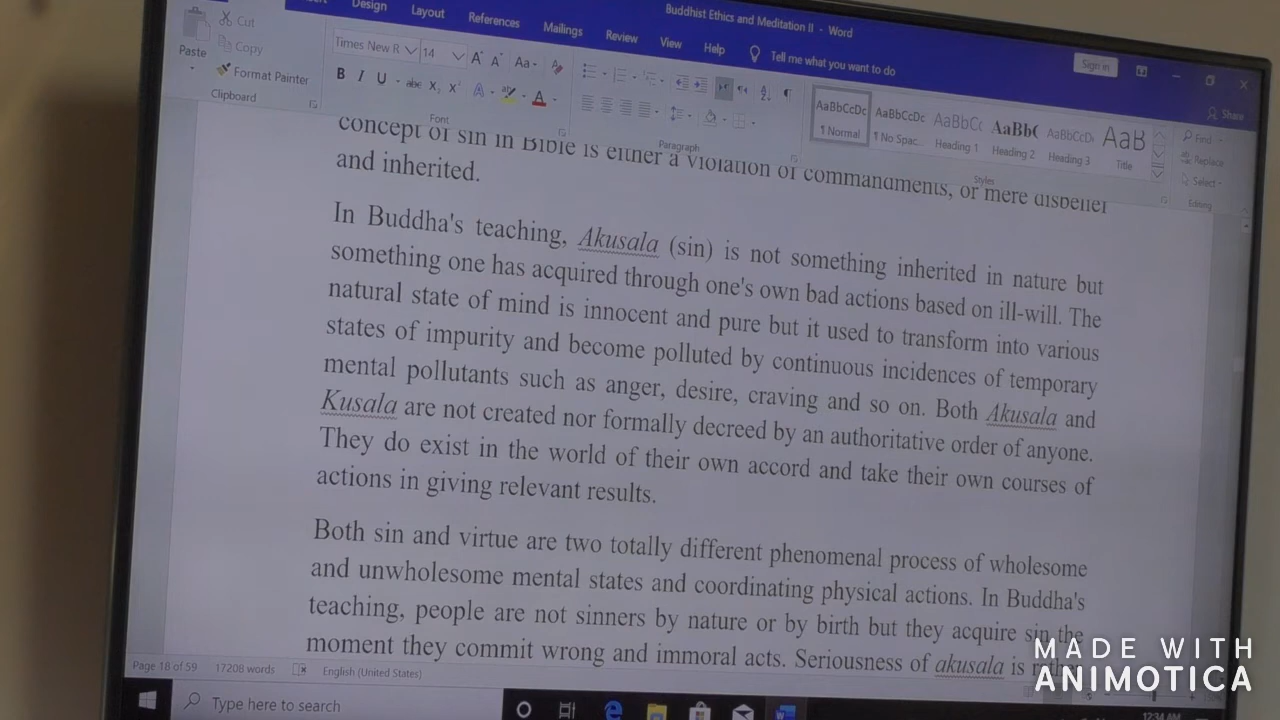 Buddhist Ethics and Meditation II - Word
Design Layout References Mailings Review View Help Tell me what you want to do Sign in
Share
Cut
Copy
Paste
Format Painter
Clipboard
Times New R 14 Aa
B I U abc X₂ X² A A
Font
Paragraph
AaBbCcDc AaBbCcDc AaBbCc AaBb( AaBbCcD AaB
¶ Normal ¶ No Spac... Heading 1 Heading 2 Heading 3 Title
Styles
Find
Replace
Select
Editing
concept of sin in Bible is either a violation of commandments, or mere disbelief
and inherited.
In Buddha's teaching, Akusala (sin) is not something inherited in nature but
something one has acquired through one's own bad actions based on ill-will. The
natural state of mind is innocent and pure but it used to transform into various
states of impurity and become polluted by continuous incidences of temporary
mental pollutants such as anger, desire, craving and so on. Both Akusala and
Kusala are not created nor formally decreed by an authoritative order of anyone.
They do exist in the world of their own accord and take their own courses of
actions in giving relevant results.
Both sin and virtue are two totally different phenomenal process of wholesome
and unwholesome mental states and coordinating physical actions. In Buddha's
teaching, people are not sinners by nature or by birth but they acquire sin the
moment they commit wrong and immoral acts. Seriousness of akusala is rather
Page 18 of 59 17208 words English (United States)
Type here to search
12:34 AM
MADE WITH
ANIMOTICA